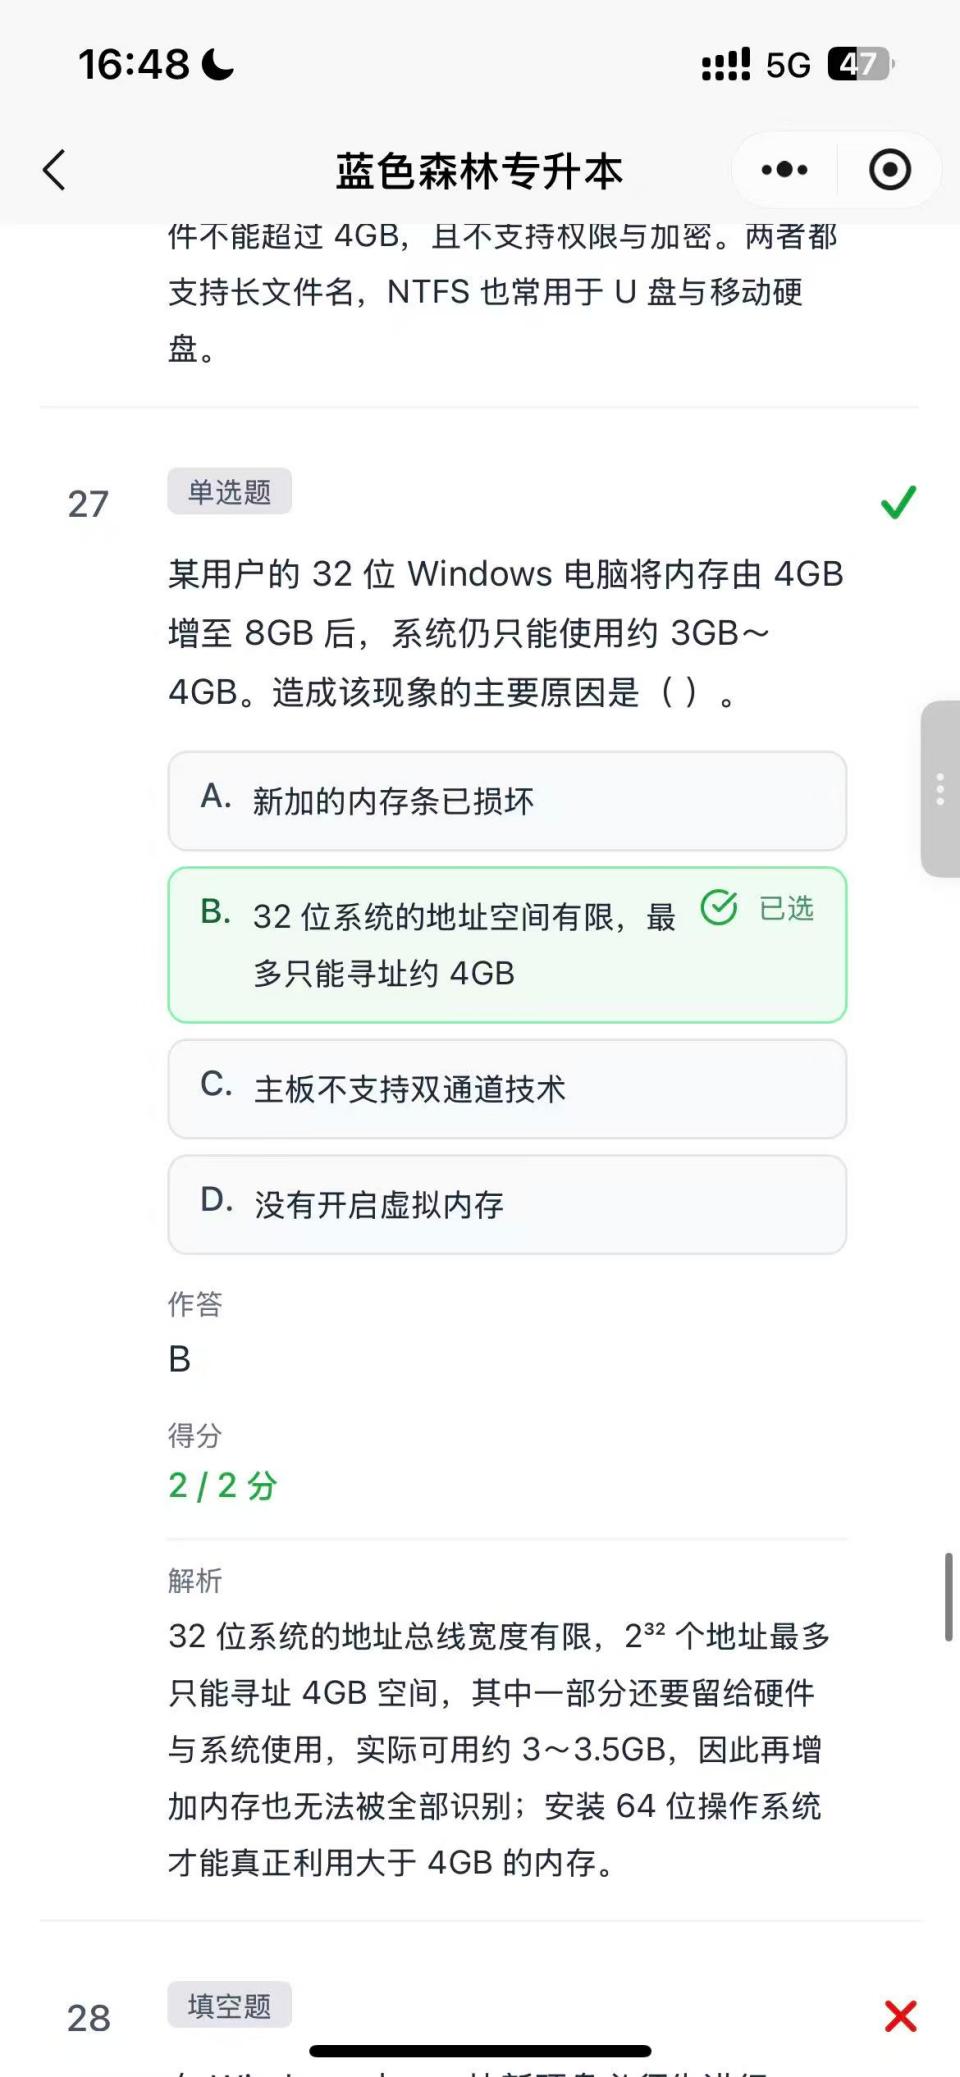 16:48
5G 47
蓝色森林专升本
件不能超过 4GB，且不支持权限与加密。两者都
支持长文件名，NTFS 也常用于 U 盘与移动硬
盘。
27
单选题
某用户的 32 位 Windows 电脑将内存由 4GB
增至 8GB 后，系统仍只能使用约 3GB～
4GB。造成该现象的主要原因是（ ）。
A. 新加的内存条已损坏
B. 32 位系统的地址空间有限，最 已选
多只能寻址约 4GB
C. 主板不支持双通道技术
D. 没有开启虚拟内存
作答
B
得分
2 / 2 分
解析
32 位系统的地址总线宽度有限，2³² 个地址最多
只能寻址 4GB 空间，其中一部分还要留给硬件
与系统使用，实际可用约 3～3.5GB，因此再增
加内存也无法被全部识别；安装 64 位操作系统
才能真正利用大于 4GB 的内存。
28
填空题